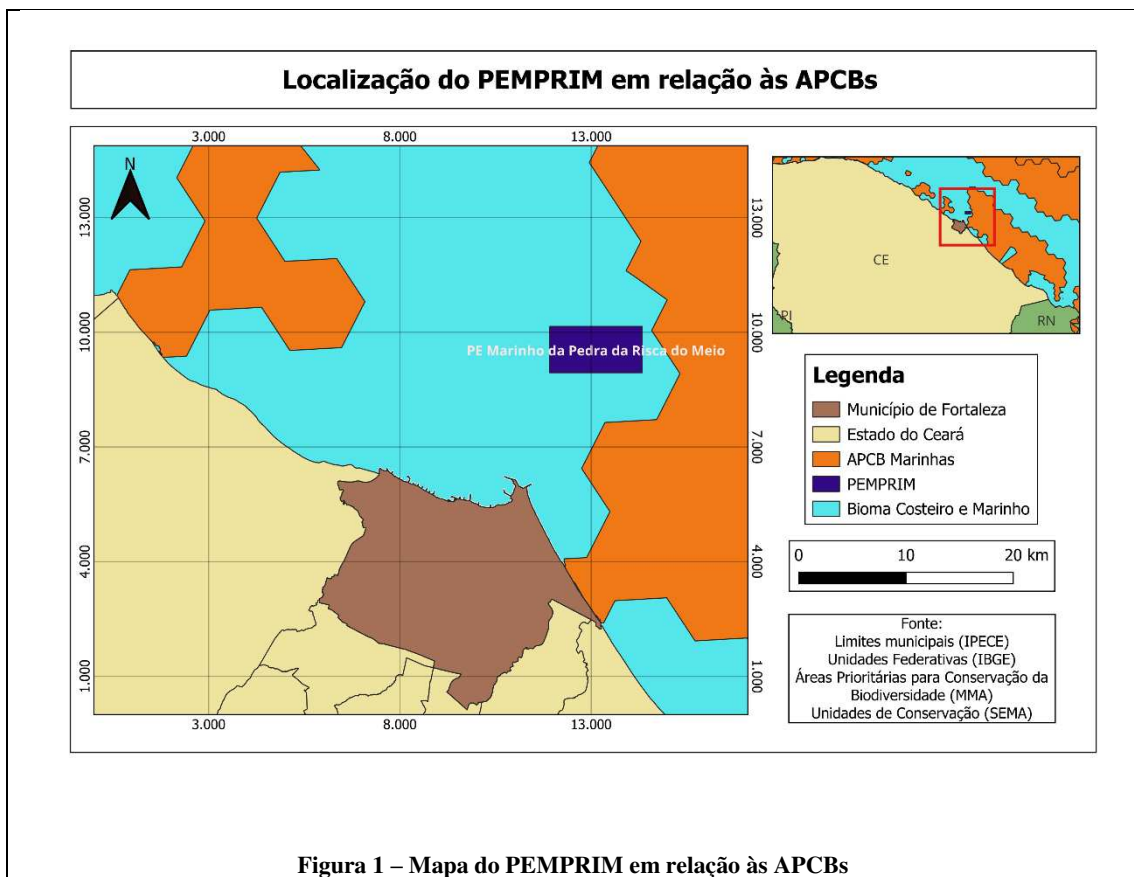 Localização do PEMPRIM em relação às APCBs
3.000 8.000 13.000
N
13.000
10.000
7.000
4.000
1.000
PE Marinho da Pedra da Risca do Meio
13.000
10.000
7.000
4.000
1.000
3.000 8.000 13.000
CE
PI
RN
Legenda
Município de Fortaleza
Estado do Ceará
APCB Marinhas
PEMPRIM
Bioma Costeiro e Marinho
0 10 20 km
Fonte:
Limites municipais (IPECE)
Unidades Federativas (IBGE)
Áreas Prioritárias para Conservação da
Biodiversidade (MMA)
Unidades de Conservação (SEMA)
Figura 1 – Mapa do PEMPRIM em relação às APCBs